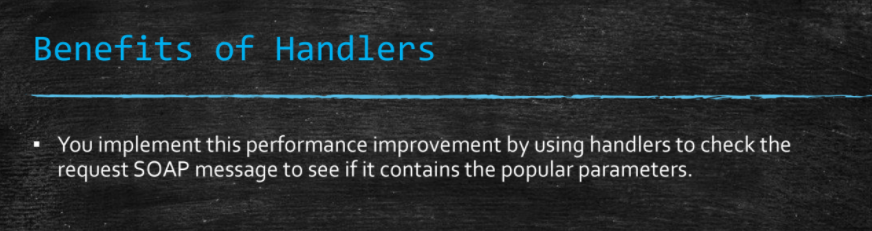 Benefits of Handlers
▪ You implement this performance improvement by using handlers to check the
request SOAP message to see if it contains the popular parameters.